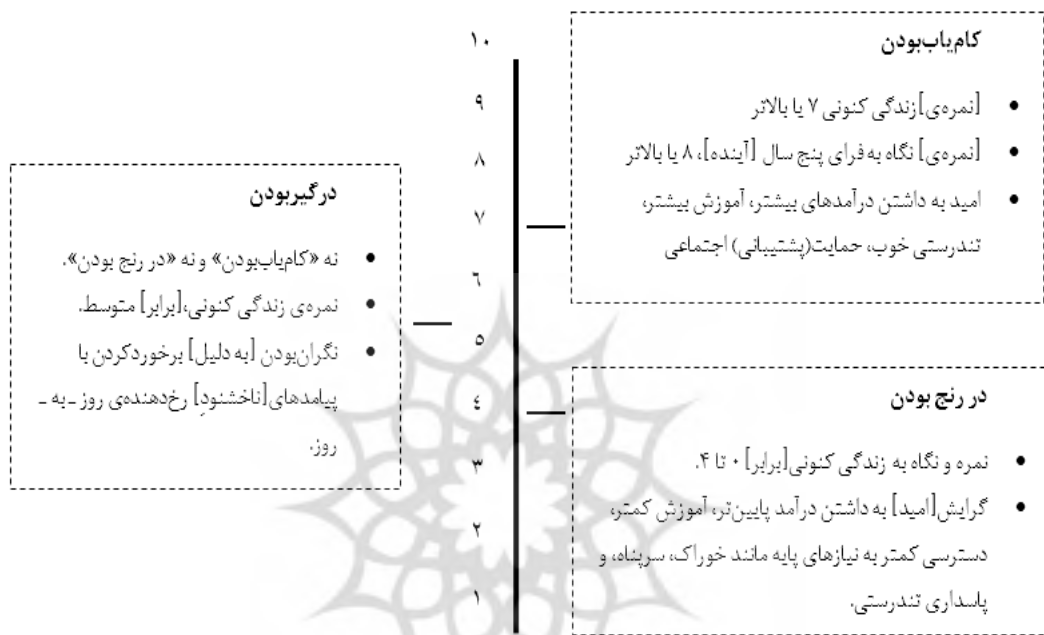 کام‌یاب‌بودن
• [نمره‌ی] زندگی کنونی ۷ یا بالاتر
• [نمره‌ی] نگاه به فرای پنج سال [آینده]، ۸ یا بالاتر
• امید به داشتن درآمدهای بیشتر، آموزش بیشتر،
تندرستی خوب، حمایت(پشتیبانی) اجتماعی
۱۰
۹
۸
۷
۶
۵
۴
۳
۲
۱
درگیربودن
• نه «کام‌یاب‌بودن» و نه «در رنج بودن».
• نمره‌ی زندگی کنونی،[برابر] متوسط.
• نگران‌بودن [به دلیل] برخوردکردن با
پیامدهای[ناخشنودِ] رخ‌دهنده‌ی روز ـ به ـ
روز.
در رنج بودن
• نمره و نگاه به زندگی کنونی[برابر] ۰ تا ۴.
• گرایش[امید] به داشتن درآمد پایین‌تر، آموزش کمتر،
دسترسی کمتر به نیازهای پایه مانند خوراک، سرپناه، و
پاسداری تندرستی.